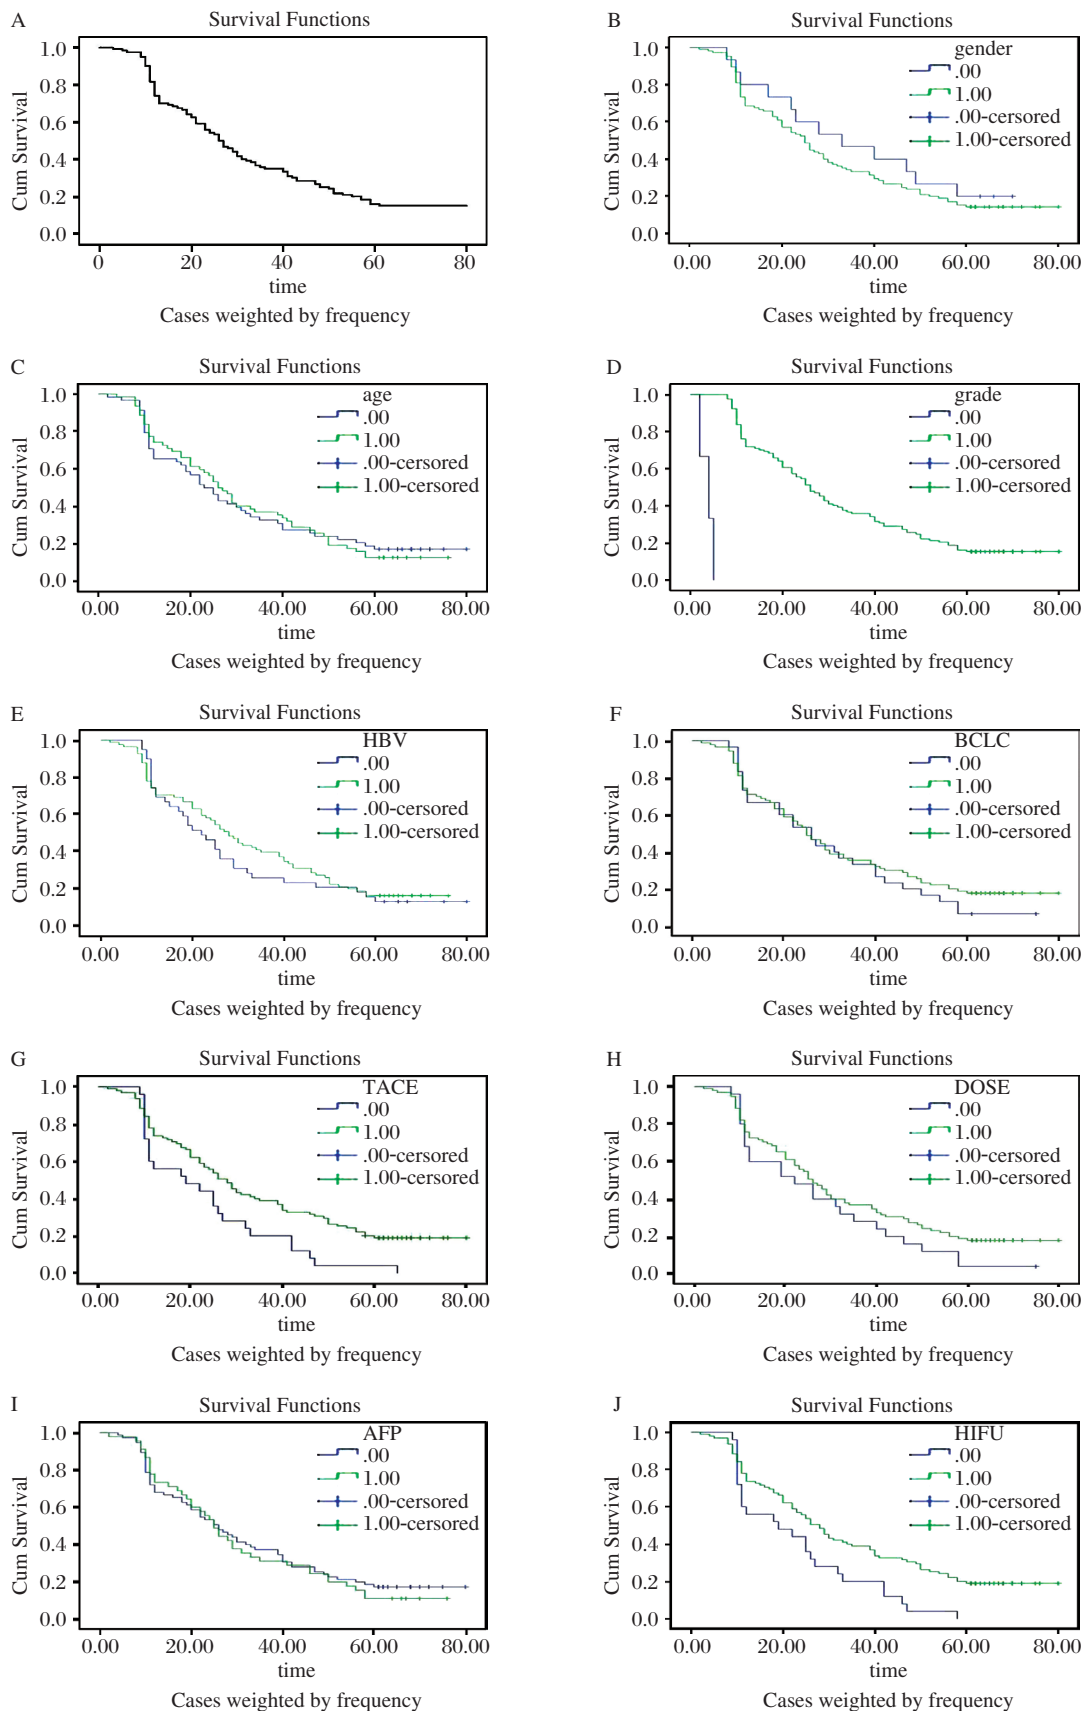 A
Survival Functions
Cum Survival
1.0
0.8
0.6
0.4
0.2
0.0
0 20 40 60 80
time
Cases weighted by frequency
B
Survival Functions
Cum Survival
1.0
0.8
0.6
0.4
0.2
0.0
gender
.00
1.00
.00-censored
1.00-censored
0.00 20.00 40.00 60.00 80.00
time
Cases weighted by frequency
C
Survival Functions
Cum Survival
1.0
0.8
0.6
0.4
0.2
0.0
age
.00
1.00
.00-censored
1.00-censored
0.00 20.00 40.00 60.00 80.00
time
Cases weighted by frequency
D
Survival Functions
Cum Survival
1.0
0.8
0.6
0.4
0.2
0.0
grade
.00
1.00
.00-censored
1.00-censored
0.00 20.00 40.00 60.00 80.00
time
Cases weighted by frequency
E
Survival Functions
Cum Survival
1.0
0.8
0.6
0.4
0.2
0.0
HBV
.00
1.00
.00-censored
1.00-censored
0.00 20.00 40.00 60.00 80.00
time
Cases weighted by frequency
F
Survival Functions
Cum Survival
1.0
0.8
0.6
0.4
0.2
0.0
BCLC
.00
1.00
.00-censored
1.00-censored
0.00 20.00 40.00 60.00 80.00
time
Cases weighted by frequency
G
Survival Functions
Cum Survival
1.0
0.8
0.6
0.4
0.2
0.0
TACE
.00
1.00
.00-censored
1.00-censored
0.00 20.00 40.00 60.00 80.00
time
Cases weighted by frequency
H
Survival Functions
Cum Survival
1.0
0.8
0.6
0.4
0.2
0.0
DOSE
.00
1.00
.00-censored
1.00-censored
0.00 20.00 40.00 60.00 80.00
time
Cases weighted by frequency
I
Survival Functions
Cum Survival
1.0
0.8
0.6
0.4
0.2
0.0
AFP
.00
1.00
.00-censored
1.00-censored
0.00 20.00 40.00 60.00 80.00
time
Cases weighted by frequency
J
Survival Functions
Cum Survival
1.0
0.8
0.6
0.4
0.2
0.0
HIFU
.00
1.00
.00-censored
1.00-censored
0.00 20.00 40.00 60.00 80.00
time
Cases weighted by frequency